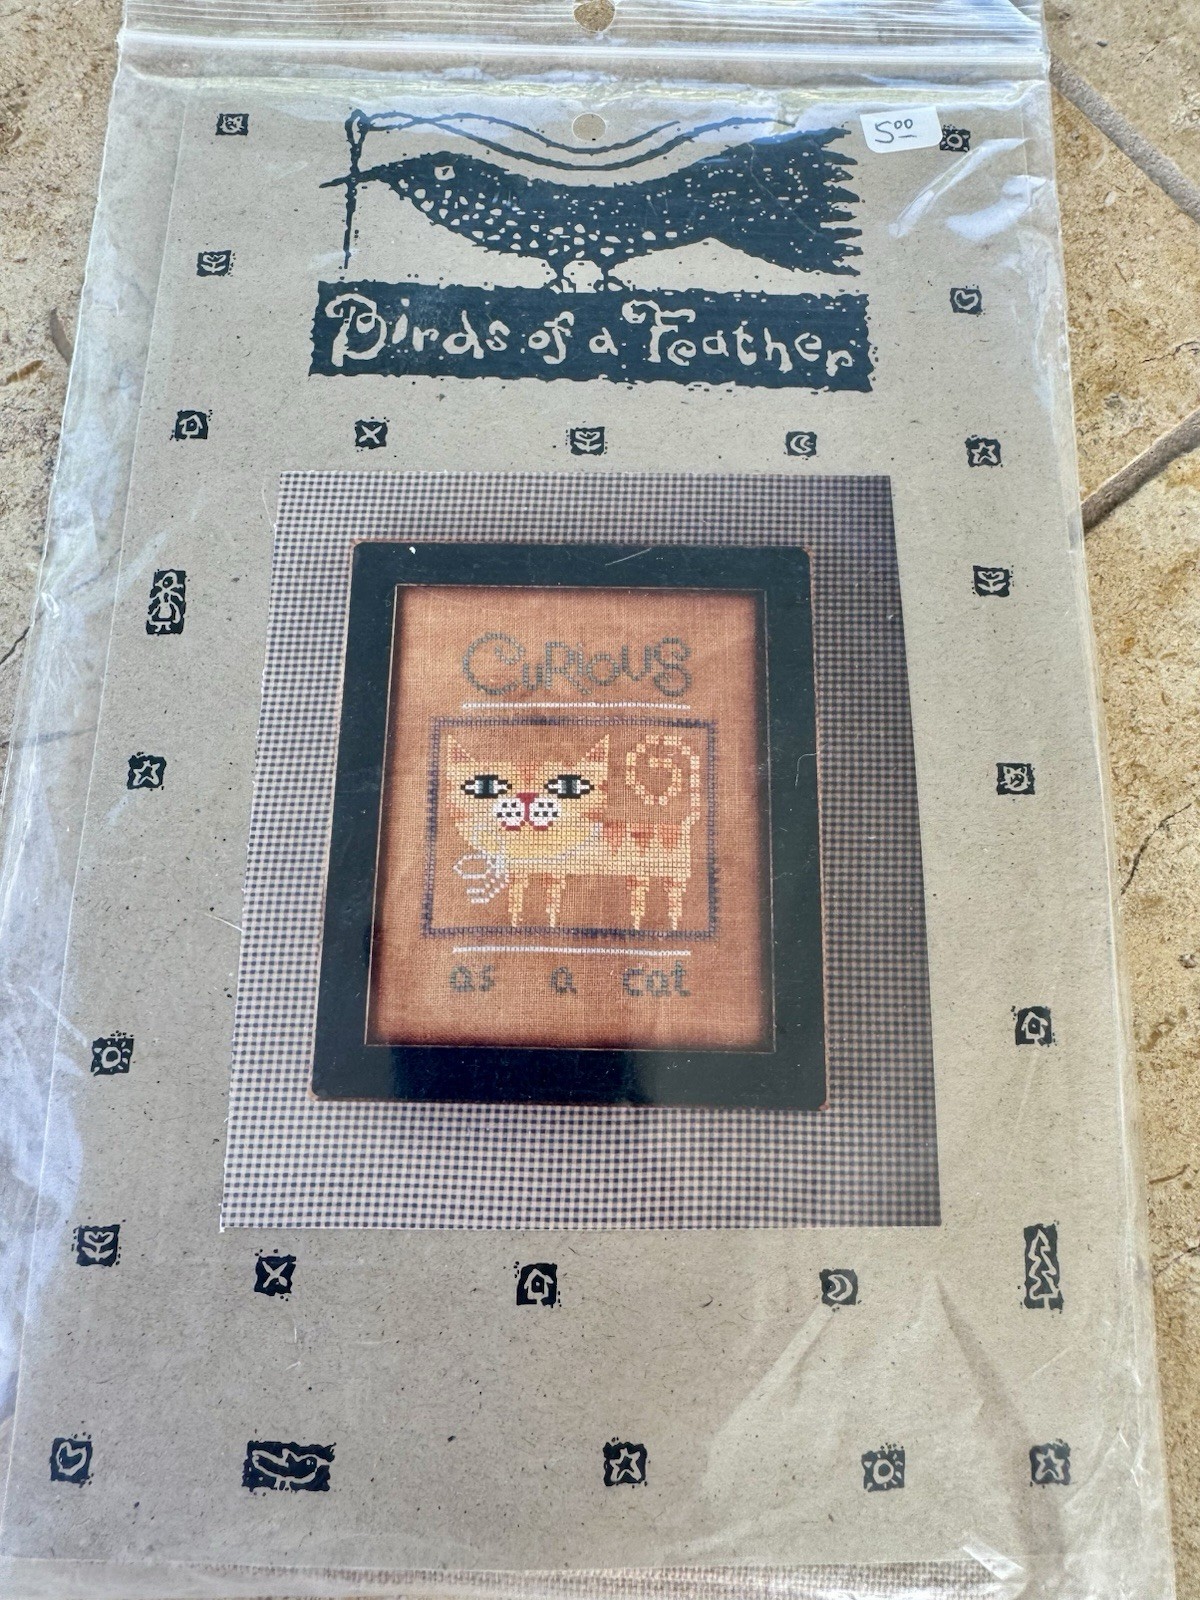 5.00
Birds of a Feather
Curious
as a cat